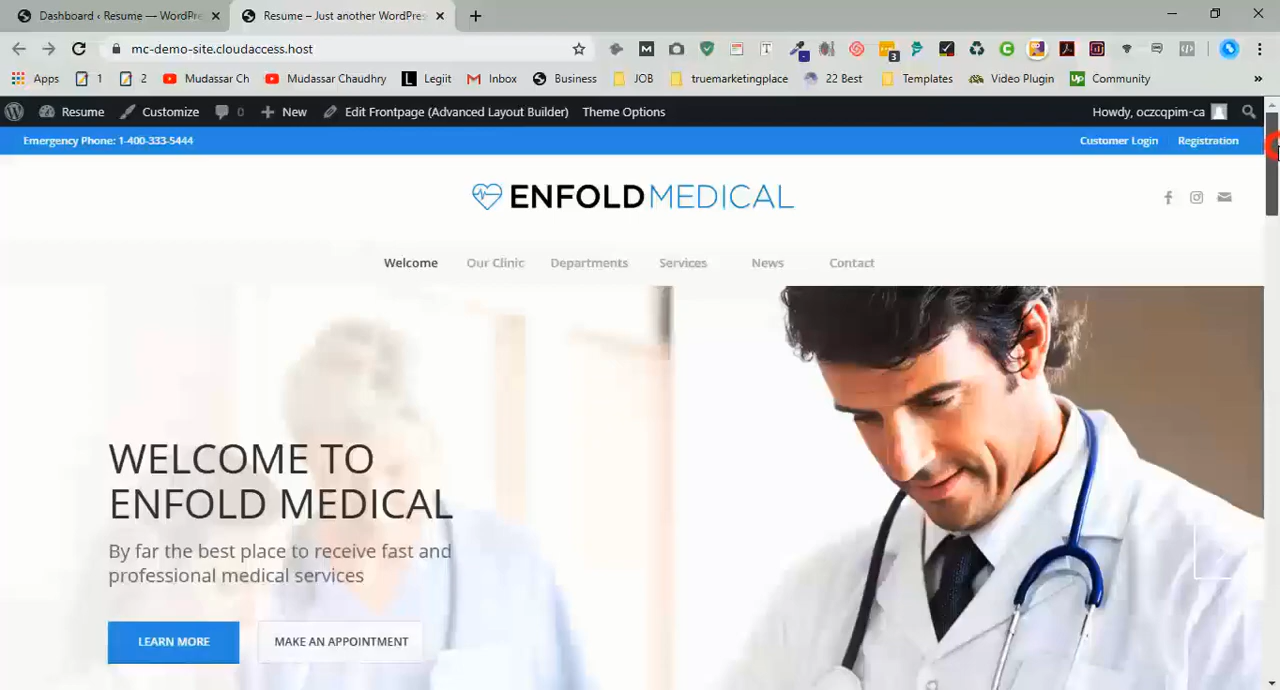 Dashboard ‹ Resume — WordPre
Resume – Just another WordPres
mc-demo-site.cloudaccess.host
3
Apps
1
2
Mudassar Ch
Mudassar Chaudhry
Legiit
Inbox
Business
JOB
truemarketingplace
22 Best
Templates
Video Plugin
Community
»
Resume
Customize
0
New
Edit Frontpage (Advanced Layout Builder)
Theme Options
Howdy, oczcqpim-ca
Emergency Phone: 1-400-333-5444
Customer Login
Registration
ENFOLDMEDICAL
Welcome
Our Clinic
Departments
Services
News
Contact
WELCOME TO
ENFOLD MEDICAL
By far the best place to receive fast and
professional medical services
LEARN MORE
MAKE AN APPOINTMENT